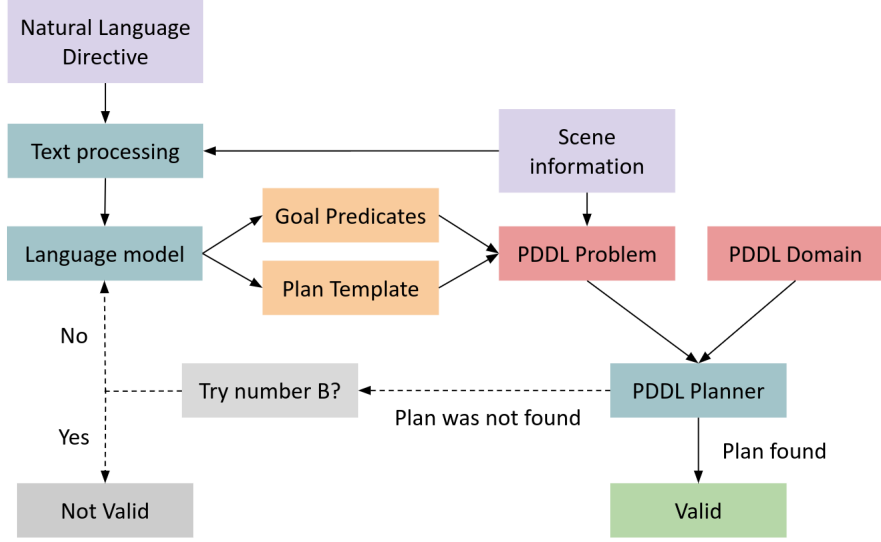 Natural Language
Directive
Text processing
Scene
information
Goal Predicates
Language model
PDDL Problem
PDDL Domain
Plan Template
No
Try number B?
PDDL Planner
Plan was not found
Yes
Plan found
Not Valid
Valid